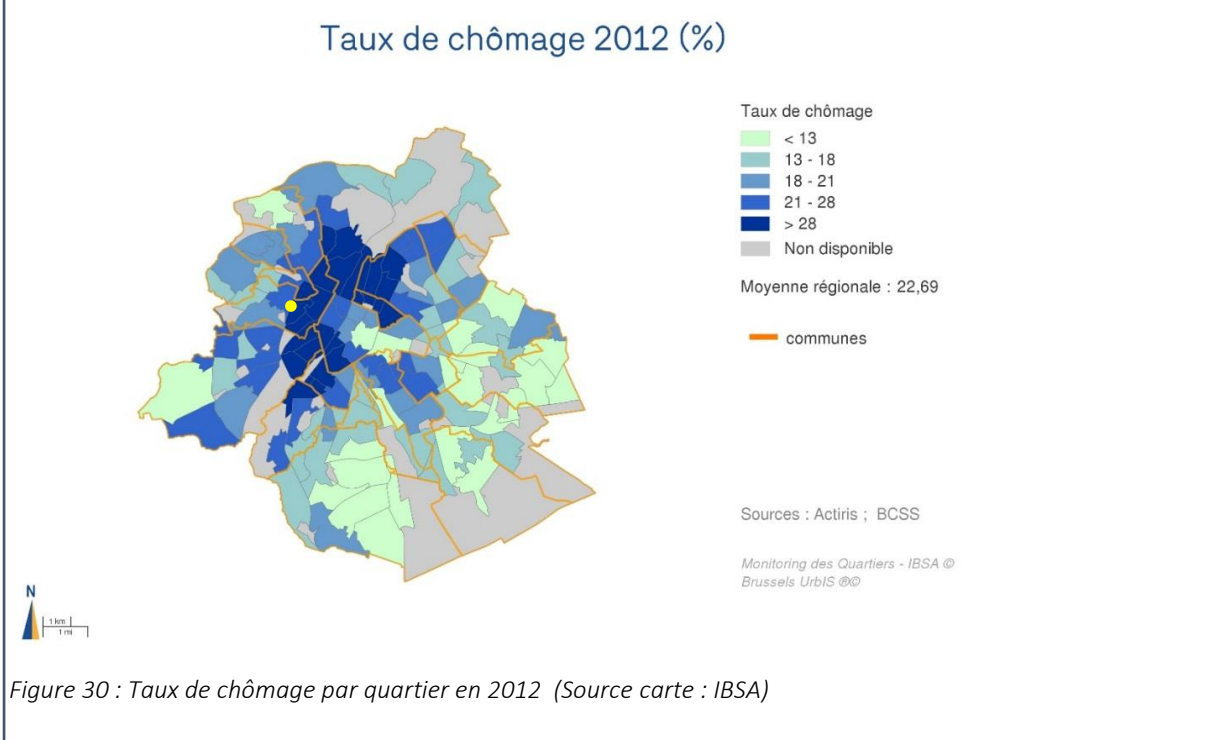 Taux de chômage 2012 (%)
Taux de chômage
< 13
13 - 18
18 - 21
21 - 28
> 28
Non disponible
Moyenne régionale : 22,69
communes
Sources : Actiris ; BCSS
Monitoring des Quartiers - IBSA ©
Brussels UrbIS ®©
N
1 km
1 mi
Figure 30 : Taux de chômage par quartier en 2012 (Source carte : IBSA)